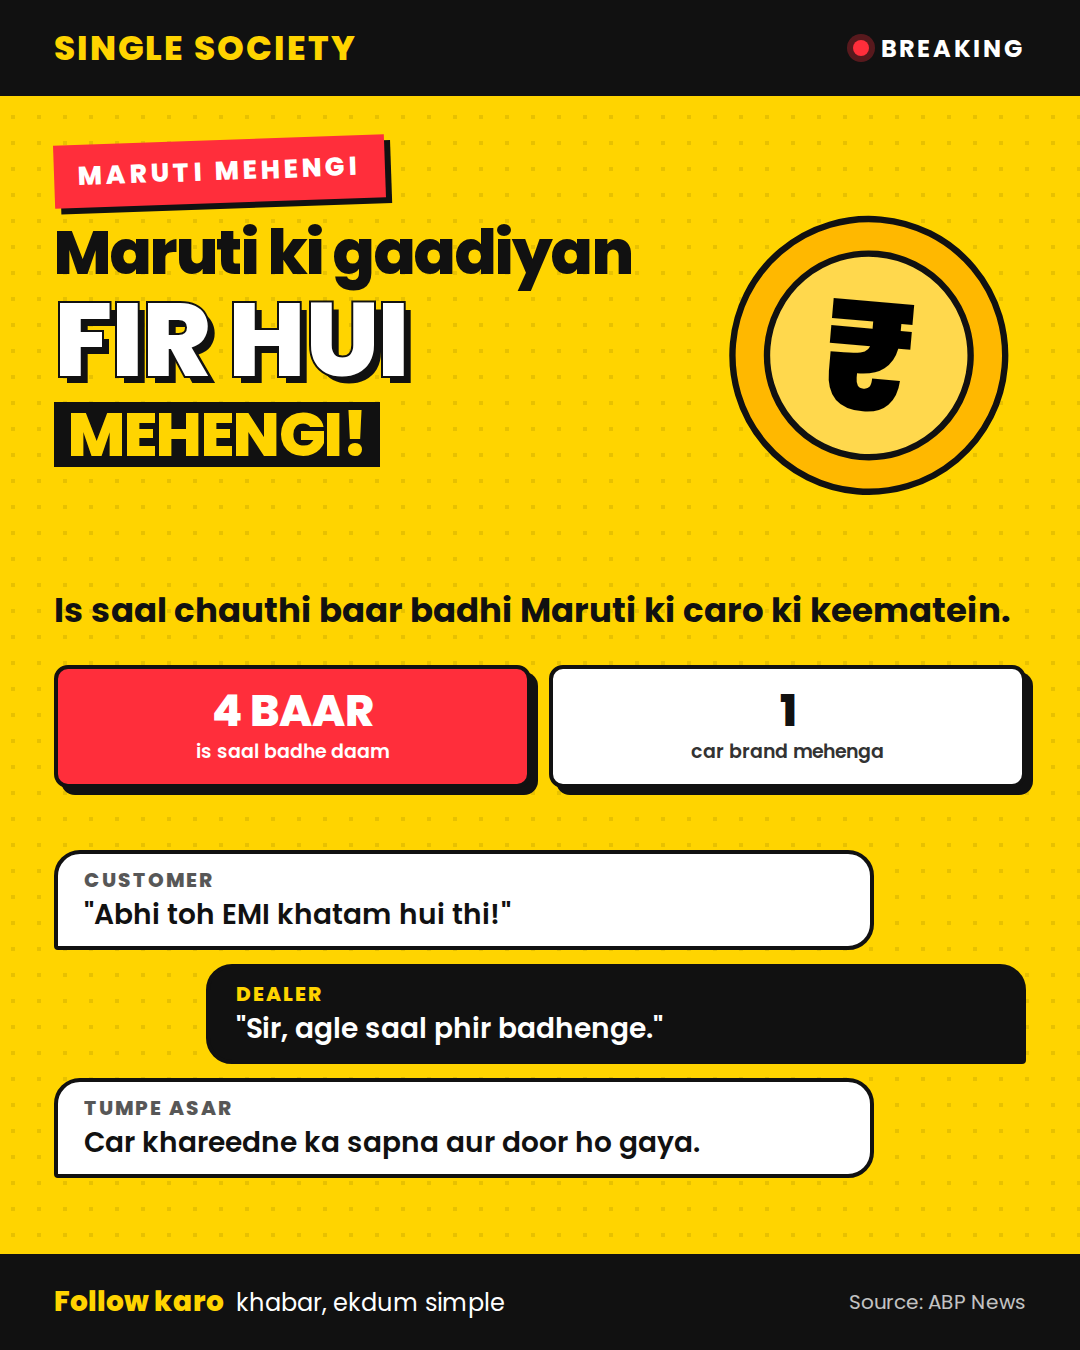 SINGLE SOCIETY
BREAKING
MARUTI MEHENGI
Maruti ki gaadiyan
FIR HUI
MEHENGI!
₹
Is saal chauthi baar badhi Maruti ki caro ki keematein.
4 BAAR
is saal badhe daam
1
car brand mehenga
CUSTOMER
"Abhi toh EMI khatam hui thi!"
DEALER
"Sir, agle saal phir badhenge."
TUMPE ASAR
Car khareedne ka sapna aur door ho gaya.
Follow karo khabar, ekdum simple
Source: ABP News